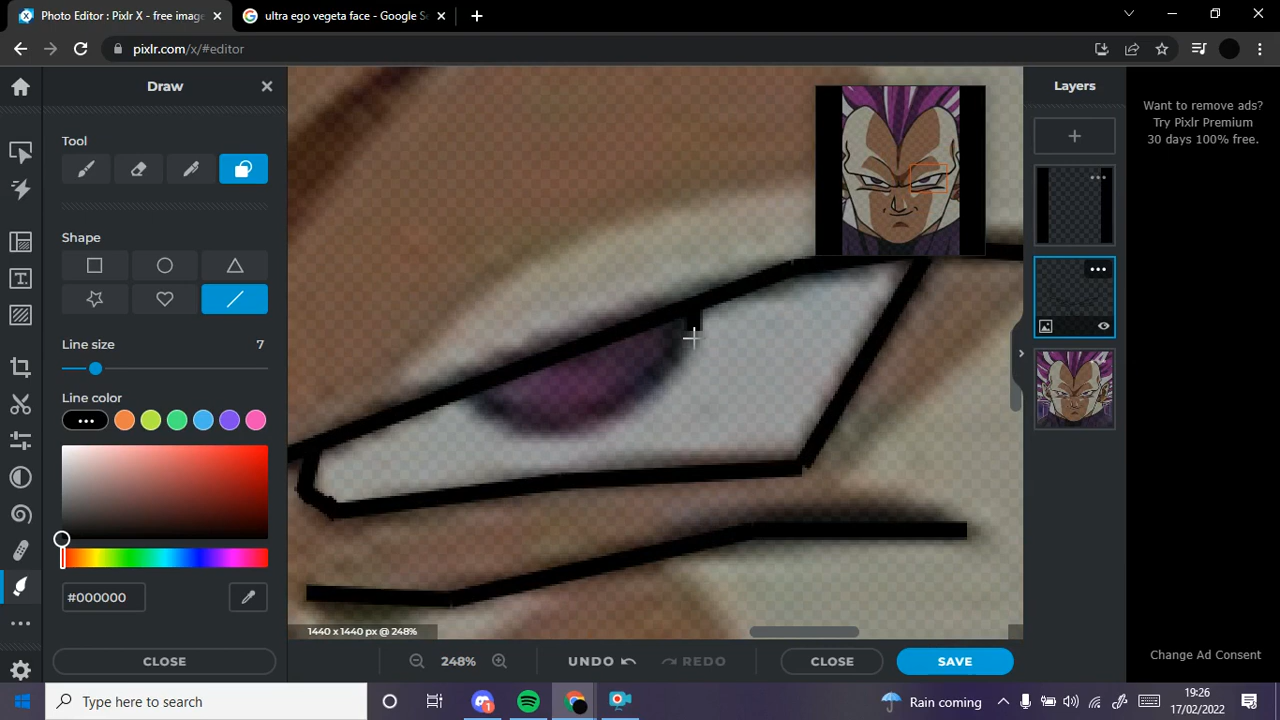 Photo Editor : Pixlr X - free image
ultra ego vegeta face - Google Se
pixlr.com/x/#editor
Draw
Layers
Tool
Want to remove ads?
Try Pixlr Premium
30 days 100% free.
Shape
Line size
7
Line color
#000000
1440 x 1440 px @ 248%
CLOSE
248%
UNDO
REDO
CLOSE
SAVE
Change Ad Consent
Type here to search
1
Rain coming
19:26
17/02/2022